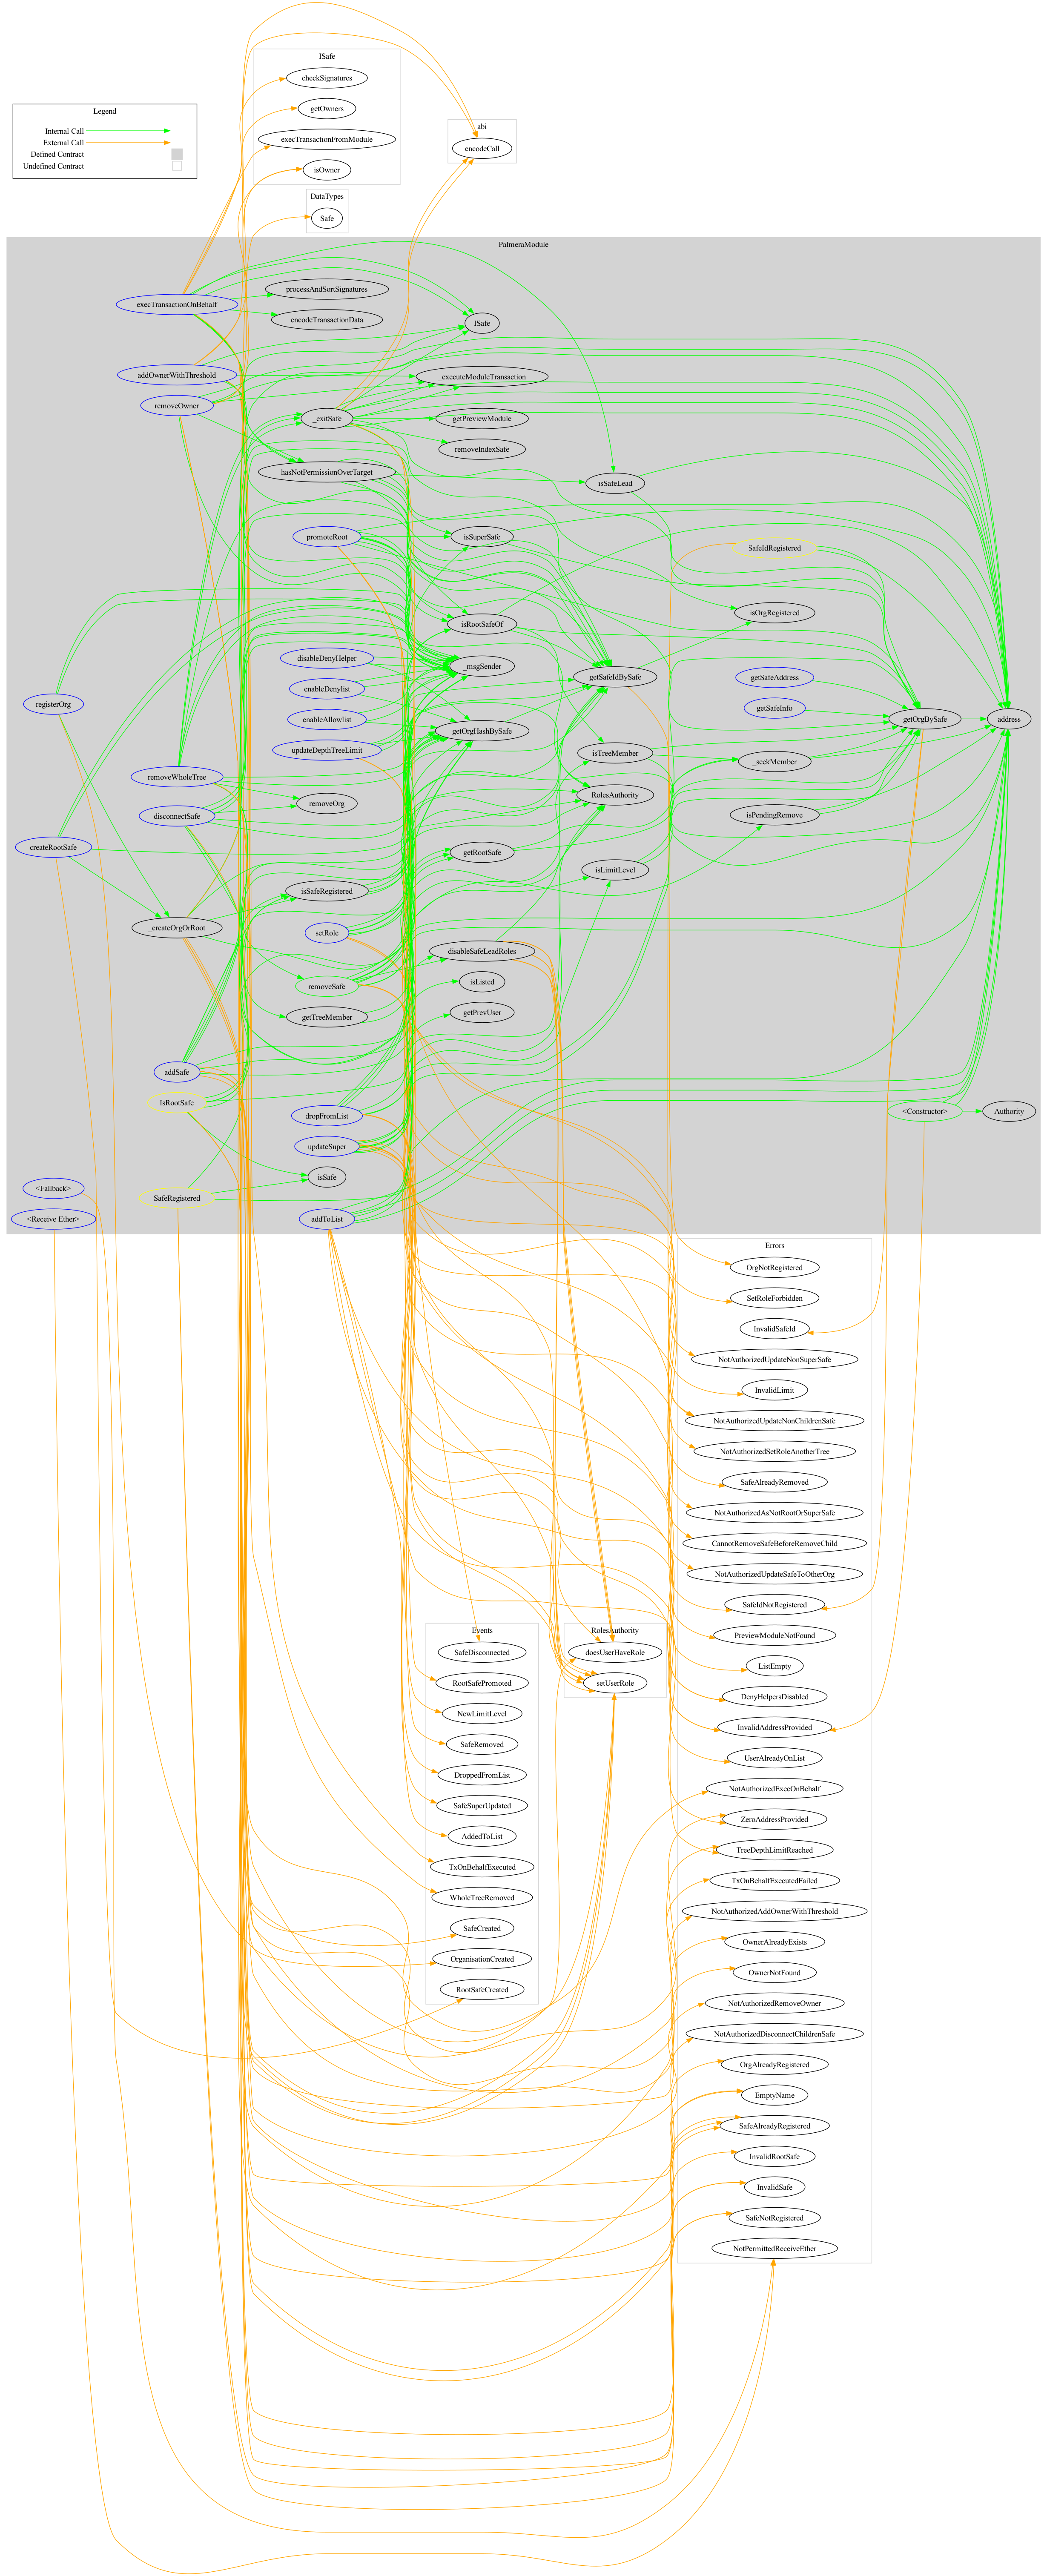 Legend
Internal Call
External Call
Defined Contract
Undefined Contract
ISafe
checkSignatures
getOwners
execTransactionFromModule
isOwner
abi
encodeCall
DataTypes
Safe
PalmeraModule
processAndSortSignatures
execTransactionOnBehalf
encodeTransactionData
ISafe
addOwnerWithThreshold
_executeModuleTransaction
removeOwner
_exitSafe
getPreviewModule
removeIndexSafe
hasNotPermissionOverTarget
isSafeLead
promoteRoot
isSuperSafe
SafeIdRegistered
isRootSafeOf
isOrgRegistered
disableDenyHelper
_msgSender
getSafeIdBySafe
getSafeAddress
enableDenylist
registerOrg
getSafeInfo
enableAllowlist
getOrgHashBySafe
getOrgBySafe
address
updateDepthTreeLimit
isTreeMember
_seekMember
removeWholeTree
removeOrg
RolesAuthority
disconnectSafe
isPendingRemove
createRootSafe
getRootSafe
isLimitLevel
isSafeRegistered
_createOrgOrRoot
setRole
disableSafeLeadRoles
removeSafe
isListed
getTreeMember
getPrevUser
addSafe
IsRootSafe
dropFromList
<Constructor>
Authority
updateSuper
isSafe
<Fallback>
SafeRegistered
<Receive Ether>
addToList
Errors
OrgNotRegistered
SetRoleForbidden
InvalidSafeId
NotAuthorizedUpdateNonSuperSafe
InvalidLimit
NotAuthorizedUpdateNonChildrenSafe
NotAuthorizedSetRoleAnotherTree
SafeAlreadyRemoved
NotAuthorizedAsNotRootOrSuperSafe
CannotRemoveSafeBeforeRemoveChild
NotAuthorizedUpdateSafeToOtherOrg
SafeIdNotRegistered
PreviewModuleNotFound
ListEmpty
DenyHelpersDisabled
InvalidAddressProvided
UserAlreadyOnList
NotAuthorizedExecOnBehalf
ZeroAddressProvided
TreeDepthLimitReached
TxOnBehalfExecutedFailed
NotAuthorizedAddOwnerWithThreshold
OwnerAlreadyExists
OwnerNotFound
NotAuthorizedRemoveOwner
NotAuthorizedDisconnectChildrenSafe
OrgAlreadyRegistered
EmptyName
SafeAlreadyRegistered
InvalidRootSafe
InvalidSafe
SafeNotRegistered
NotPermittedReceiveEther
Events
SafeDisconnected
RootSafePromoted
NewLimitLevel
SafeRemoved
DroppedFromList
SafeSuperUpdated
AddedToList
TxOnBehalfExecuted
WholeTreeRemoved
SafeCreated
OrganisationCreated
RootSafeCreated
RolesAuthority
doesUserHaveRole
setUserRole